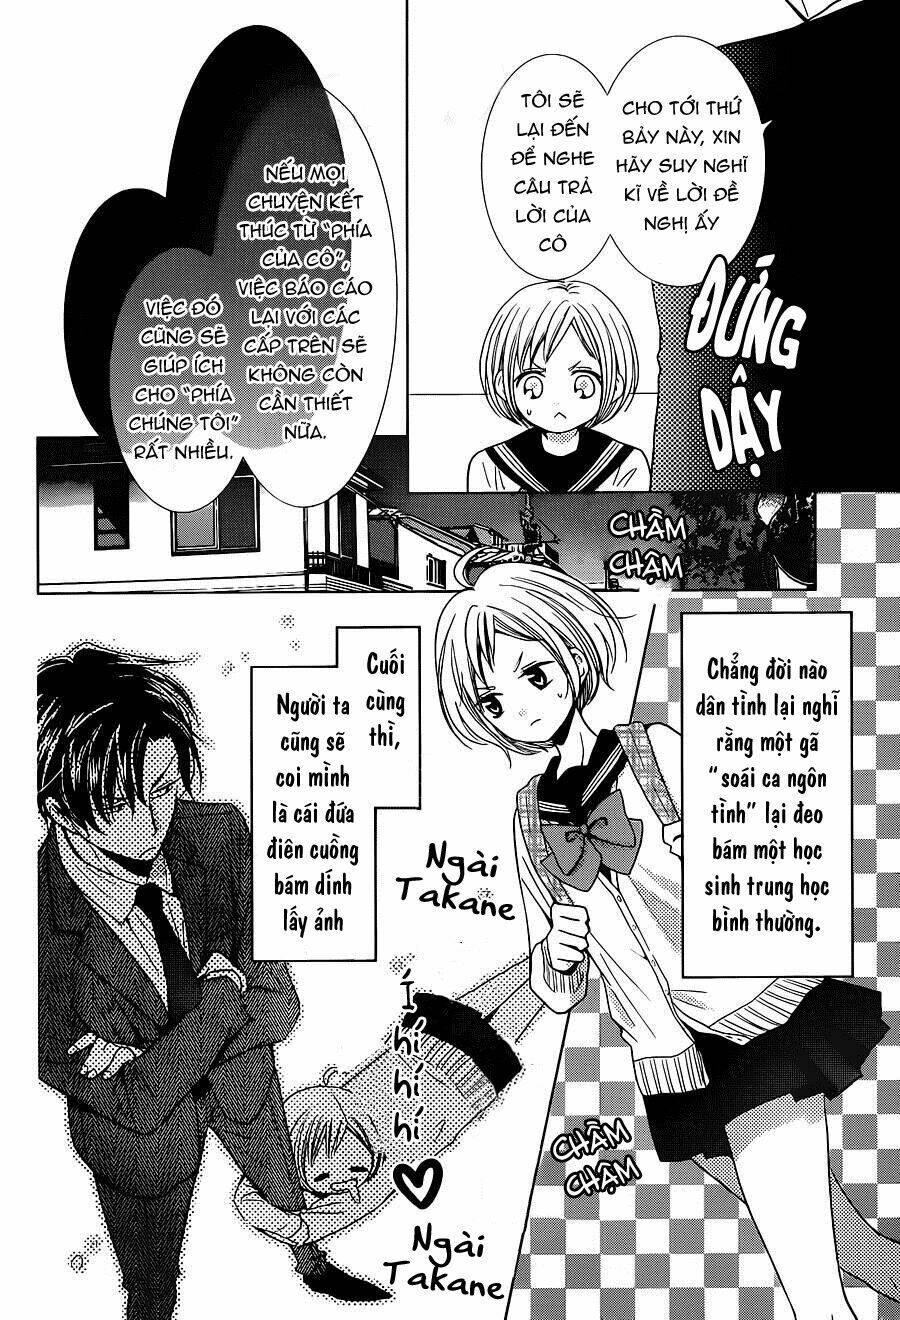 CHO TỚI THỨ
BẢY NÀY, XIN
HÃY SUY NGHĨ
KĨ VỀ LỜI ĐỀ
NGHỊ ẤY
TÔI SẼ
LẠI ĐẾN
ĐỂ NGHE
CÂU TRẢ
LỜI CỦA
CÔ
ĐỨNG
DẬY
NẾU MỌI
CHUYỆN KẾT
THÚC TỪ "PHÍA
CỦA CÔ",
VIỆC BÁO CÁO
LẠI VỚI CÁC
CẤP TRÊN SẼ
KHÔNG CÒN
CẦN THIẾT
NỮA.
VIỆC ĐÓ
CŨNG SẼ
GIÚP ÍCH
CHO "PHÍA
CHÚNG TÔI"
RẤT NHIỀU.
CHẦM
CHẬM
Chẳng đời nào
dân tình lại nghĩ
rằng một gã
"soái ca ngôn
tình" lại đeo
bám một học
sinh trung học
bình thường.
Cuối
cùng
thì,
Người ta
cũng sẽ
coi mình
là cái đứa
điên cuồng
bám dính
lấy ảnh
Ngài
Takane
Í hí hí hí
CHẦM
CHẬM
Ngài
Takane